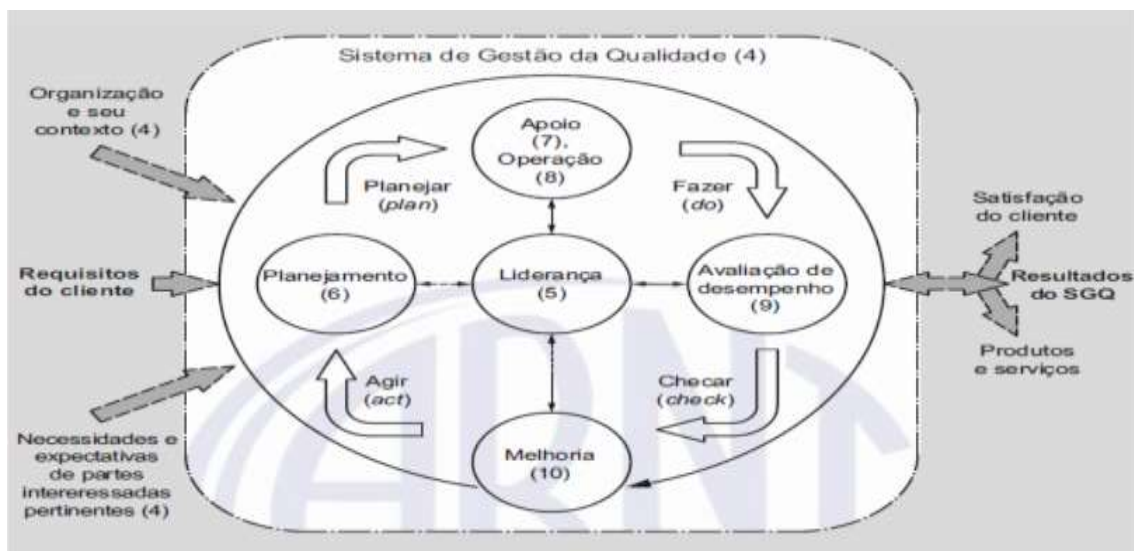 Sistema de Gestão da Qualidade (4)
Organização
e seu
contexto (4)
Requisitos
do cliente
Necessidades e
expectativas
de partes
intereressadas
pertinentes (4)
Apoio
(7),
Operação
(8)
Planejar
(plan)
Fazer
(do)
Planejamento
(6)
Liderança
(5)
Avaliação de
desempenho
(9)
Agir
(act)
Checar
(check)
Melhoria
(10)
Satisfação
do cliente
Resultados
do SGQ
Produtos
e serviços